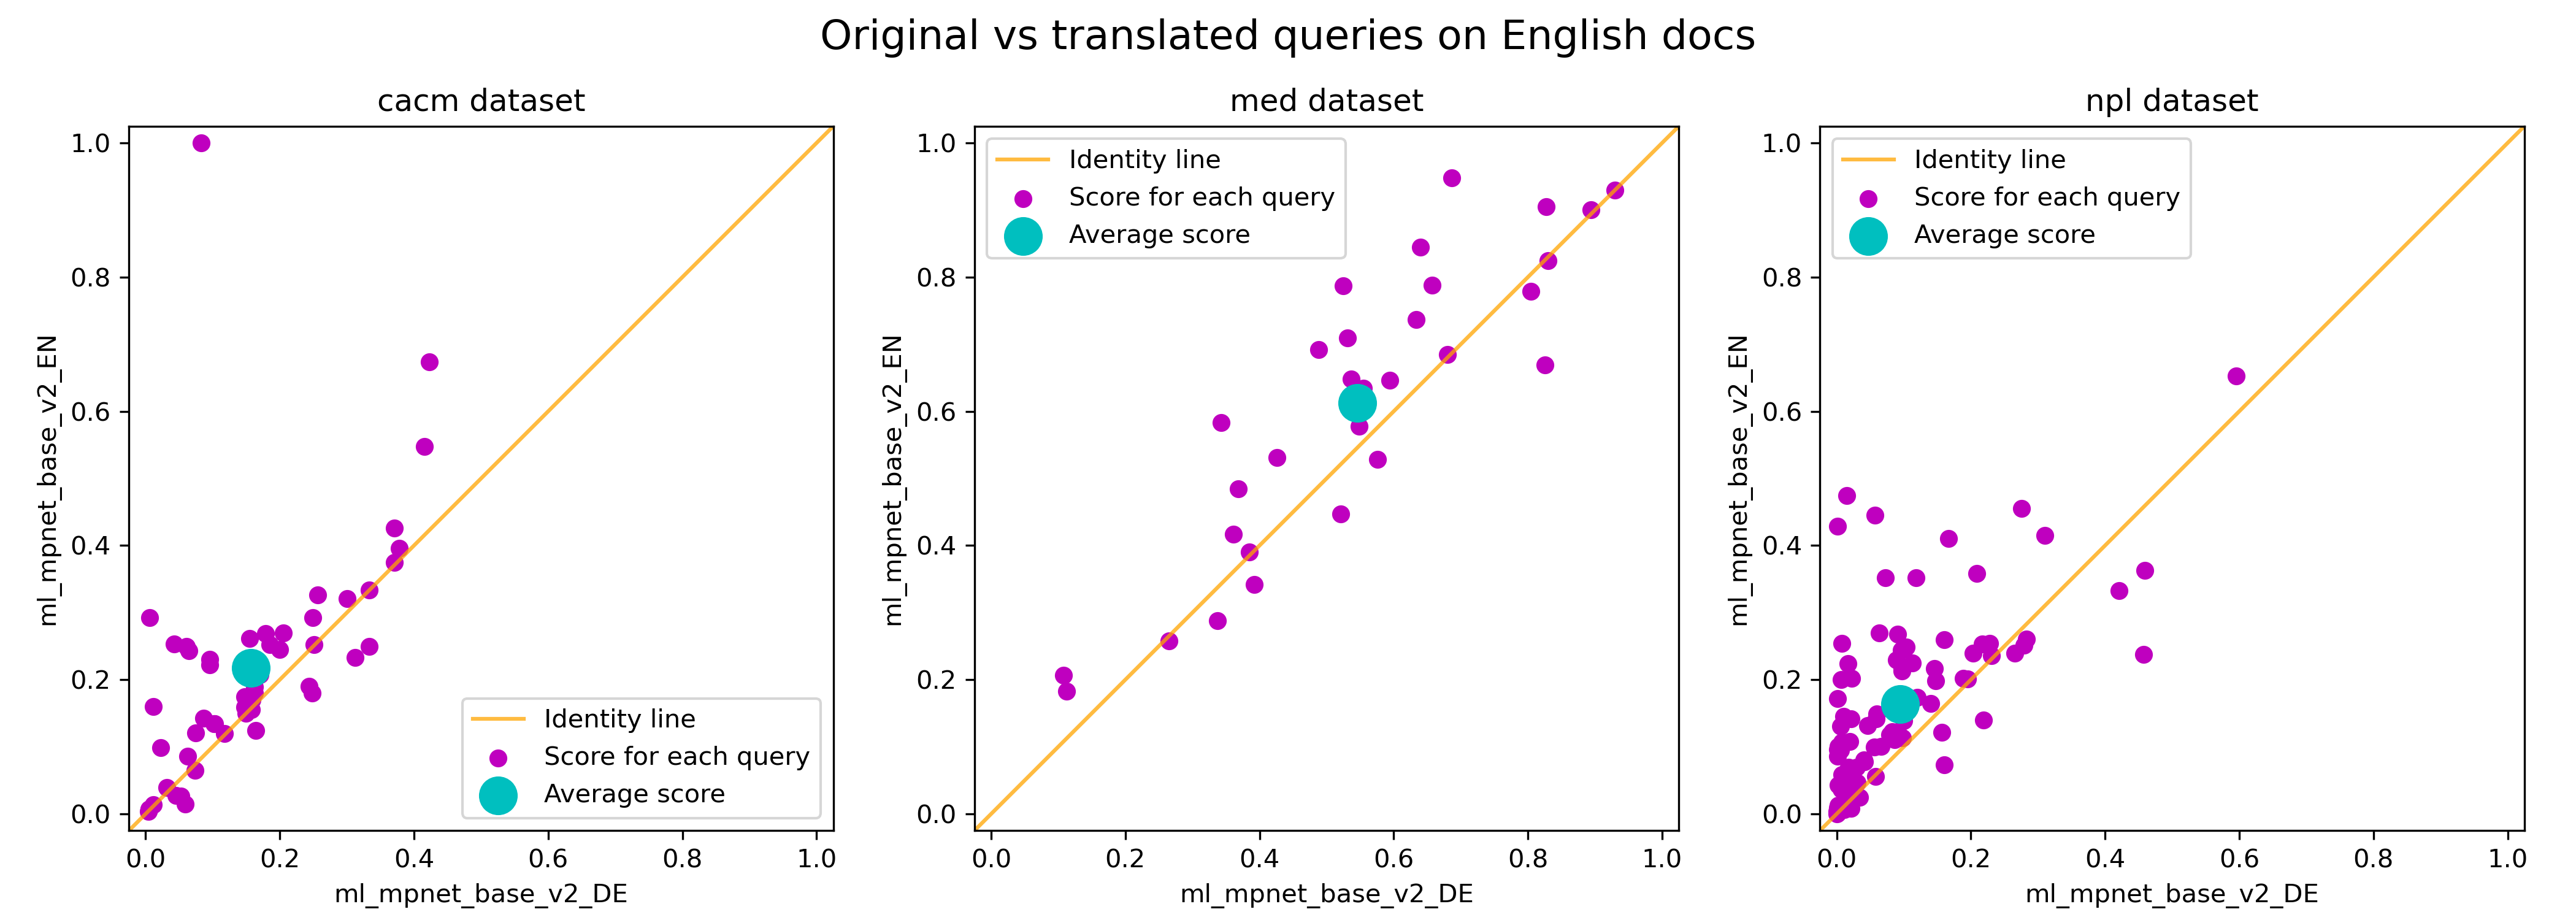 Original vs translated queries on English docs
cacm dataset
1.0
0.8
0.6
0.4
0.2
0.0
ml_mpnet_base_v2_EN
Identity line
Score for each query
Average score
0.0 0.2 0.4 0.6 0.8 1.0
ml_mpnet_base_v2_DE
med dataset
1.0
0.8
0.6
0.4
0.2
0.0
ml_mpnet_base_v2_EN
Identity line
Score for each query
Average score
0.0 0.2 0.4 0.6 0.8 1.0
ml_mpnet_base_v2_DE
npl dataset
1.0
0.8
0.6
0.4
0.2
0.0
ml_mpnet_base_v2_EN
Identity line
Score for each query
Average score
0.0 0.2 0.4 0.6 0.8 1.0
ml_mpnet_base_v2_DE